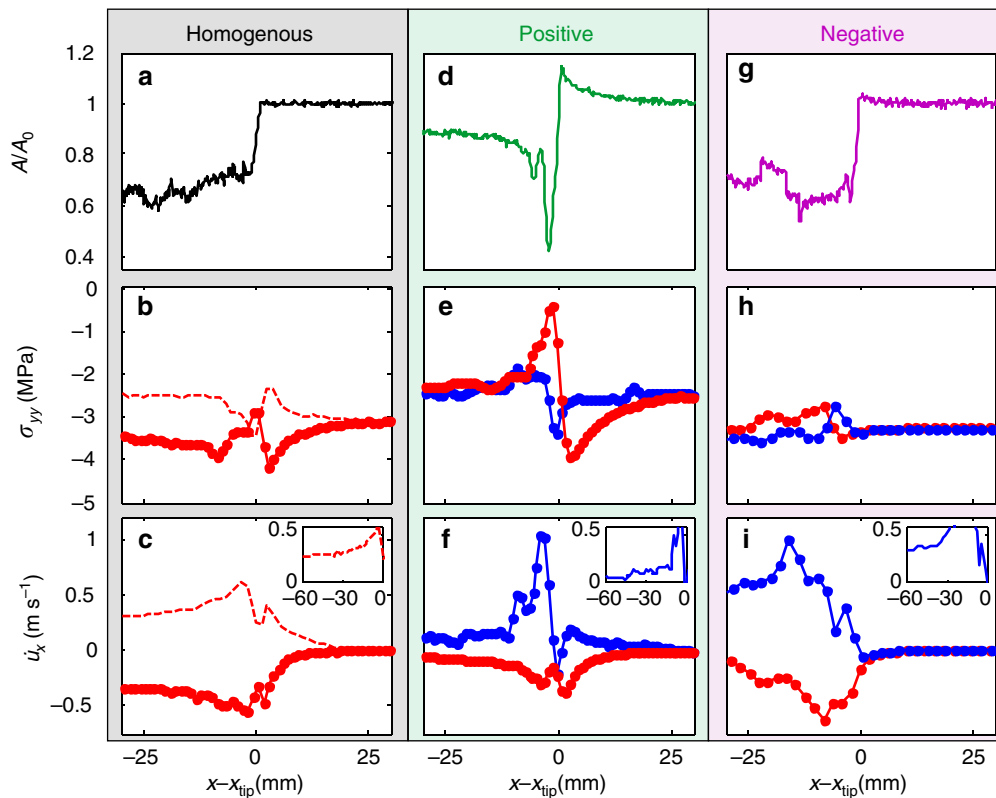 Homogenous Positive Negative
1.2
1
0.8
0.6
0.4
A/A0
a d g
0
–1
–2
–3
–4
–5
σyy (MPa)
b e h
1
0.5
0
–0.5
u̇x (m s⁻¹)
c f i
0.5 0.5 0.5
0 0 0
–60 –30 0 –60 –30 0 –60 –30 0
–25 0 25 –25 0 25 –25 0 25
x–xtip(mm) x–xtip(mm) x–xtip(mm)